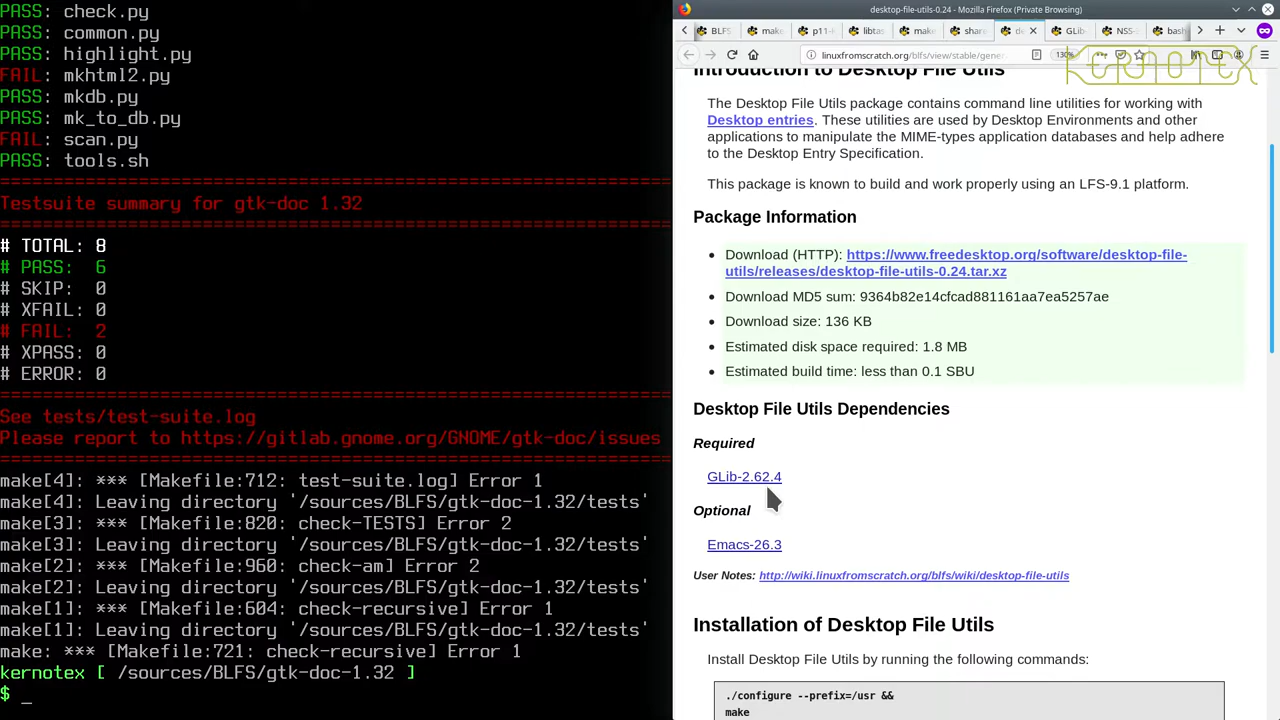 PASS: check.py
PASS: common.py
PASS: highlight.py
FAIL: mkhtml2.py
PASS: mkdb.py
PASS: mk_to_db.py
FAIL: scan.py
PASS: tools.sh
============================================================================
Testsuite summary for gtk-doc 1.32
============================================================================
# TOTAL: 8
# PASS:  6
# SKIP:  0
# XFAIL: 0
# FAIL:  2
# XPASS: 0
# ERROR: 0
============================================================================
See tests/test-suite.log
Please report to https://gitlab.gnome.org/GNOME/gtk-doc/issues
============================================================================
make[4]: *** [Makefile:712: test-suite.log] Error 1
make[4]: Leaving directory '/sources/BLFS/gtk-doc-1.32/tests'
make[3]: *** [Makefile:820: check-TESTS] Error 2
make[3]: Leaving directory '/sources/BLFS/gtk-doc-1.32/tests'
make[2]: *** [Makefile:960: check-am] Error 2
make[2]: Leaving directory '/sources/BLFS/gtk-doc-1.32/tests'
make[1]: *** [Makefile:604: check-recursive] Error 1
make[1]: Leaving directory '/sources/BLFS/gtk-doc-1.32/tests'
make: *** [Makefile:721: check-recursive] Error 1
kernotex [ /sources/BLFS/gtk-doc-1.32 ]
$ _
desktop-file-utils-0.24 - Mozilla Firefox (Private Browsing)
BLFS make p11-k libtas make share de GLib NSS- bash
linuxfromscratch.org/blfs/view/stable/gener 130%
KERNOTEX
Introduction to Desktop File Utils
The Desktop File Utils package contains command line utilities for working with
Desktop entries. These utilities are used by Desktop Environments and other
applications to manipulate the MIME-types application databases and help adhere
to the Desktop Entry Specification.
This package is known to build and work properly using an LFS-9.1 platform.
Package Information
• Download (HTTP): https://www.freedesktop.org/software/desktop-file-
utils/releases/desktop-file-utils-0.24.tar.xz
• Download MD5 sum: 9364b82e14cfcad881161aa7ea5257ae
• Download size: 136 KB
• Estimated disk space required: 1.8 MB
• Estimated build time: less than 0.1 SBU
Desktop File Utils Dependencies
Required
GLib-2.62.4
Optional
Emacs-26.3
User Notes: http://wiki.linuxfromscratch.org/blfs/wiki/desktop-file-utils
Installation of Desktop File Utils
Install Desktop File Utils by running the following commands:
./configure --prefix=/usr &&
make